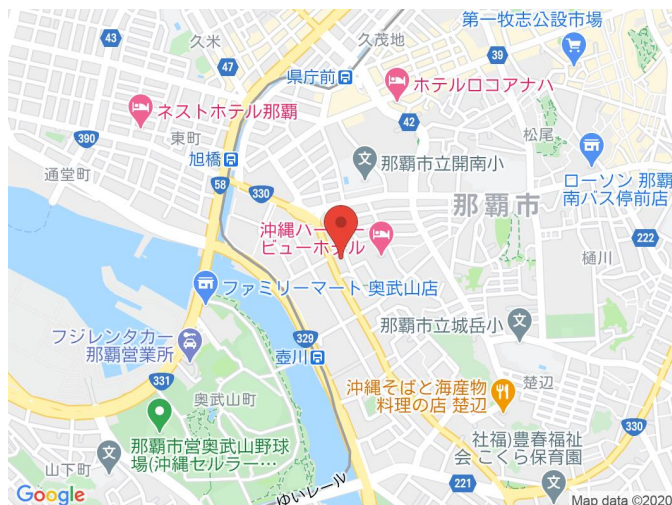 第一牧志公設市場
久米
久茂地
43
47
39
県庁前
ホテルロコアナハ
ネストホテル那覇
東町
42
松尾
390
旭橋
那覇市立開南小
通堂町
58
330
ローソン 那覇
南バス停前店
那覇市
沖縄ハー
ビューホテル
222
樋川
ファミリーマート 奥武山店
フジレンタカー
那覇営業所
329
那覇市立城岳小
壺川
331
沖縄そばと海産物
料理の店 楚辺
楚辺
奥武山町
330
那覇市営奥武山野球
場(沖縄セルラー…
社福)豊春福祉
会 こくら保育園
山下町
221
ゆいレール
Google
Map data ©2020